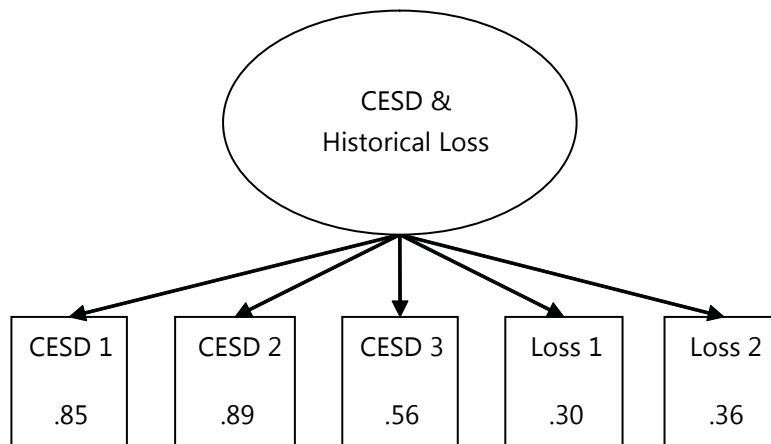 CESD &
Historical Loss
CESD 1
CESD 2
CESD 3
Loss 1
Loss 2
.85
.89
.56
.30
.36